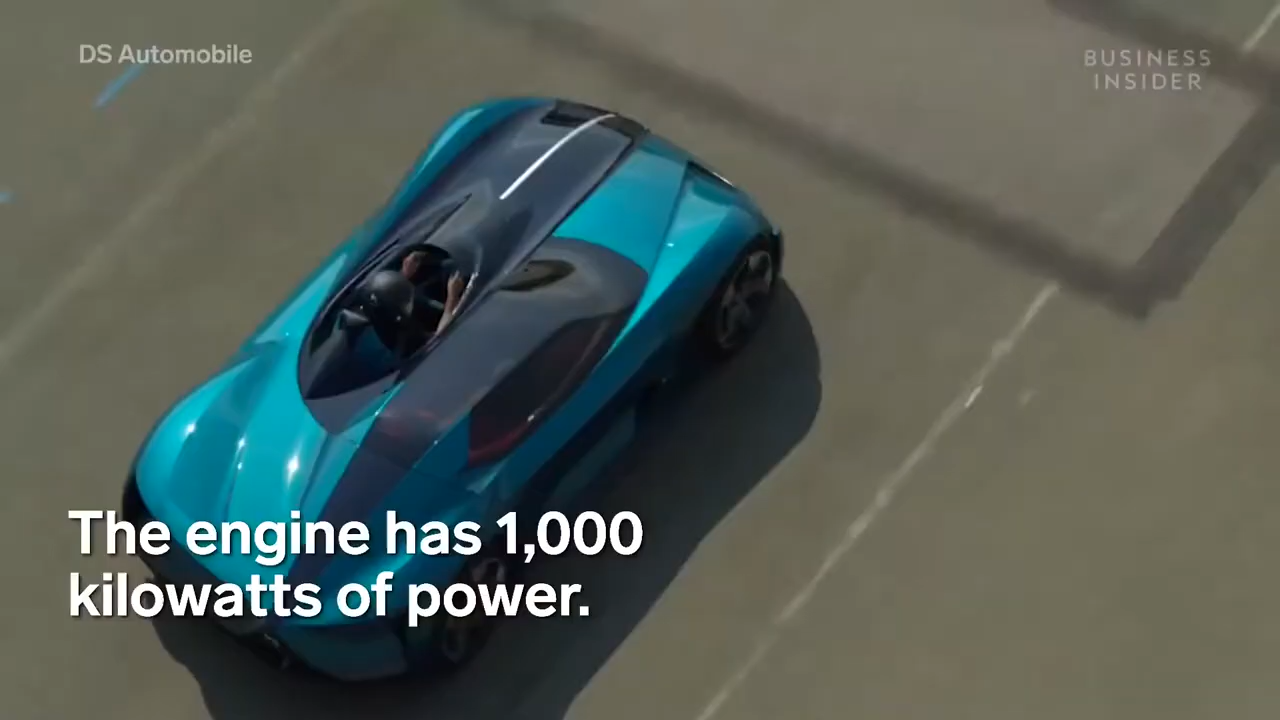 DS Automobile
BUSINESS
INSIDER
The engine has 1,000
kilowatts of power.